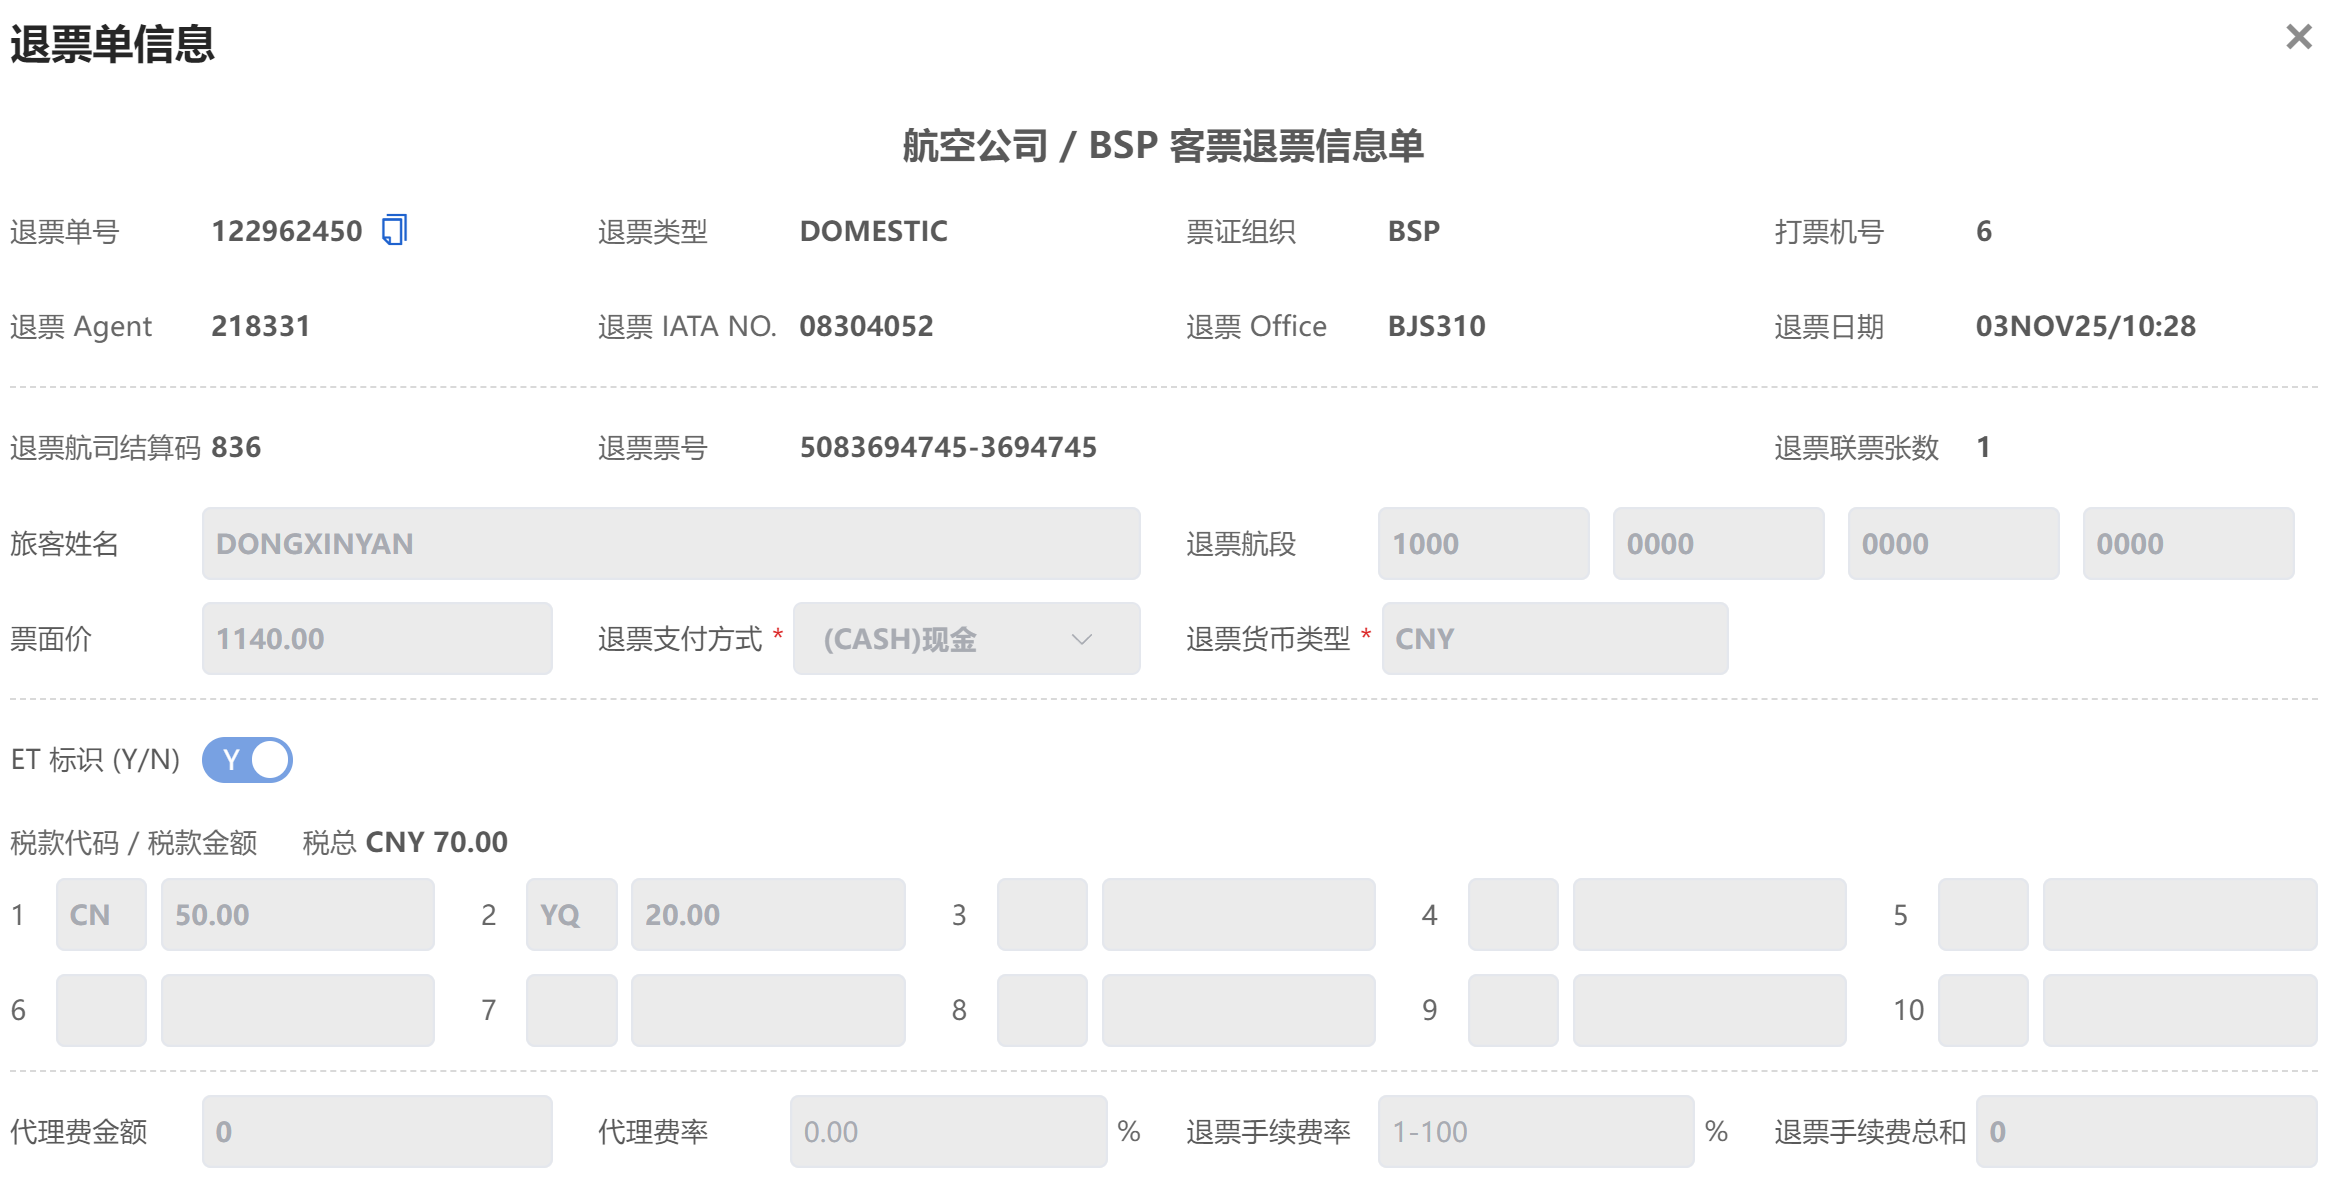 退票单信息
航空公司 / BSP 客票退票信息单
退票单号 122962450 退票类型 DOMESTIC 票证组织 BSP 打票机号 6
退票 Agent 218331 退票 IATA NO. 08304052 退票 Office BJS310 退票日期 03NOV25/10:28
退票航司结算码 836 退票票号 5083694745-3694745 退票联票张数 1
旅客姓名 DONGXINYAN 退票航段 1000 0000 0000 0000
票面价 1140.00 退票支付方式 * (CASH)现金 退票货币类型 * CNY
ET 标识 (Y/N) Y
税款代码 / 税款金额 税总 CNY 70.00
1 CN 50.00 2 YQ 20.00 3 4 5
6 7 8 9 10
代理费金额 0 代理费率 0.00 % 退票手续费率 1-100 % 退票手续费总和 0